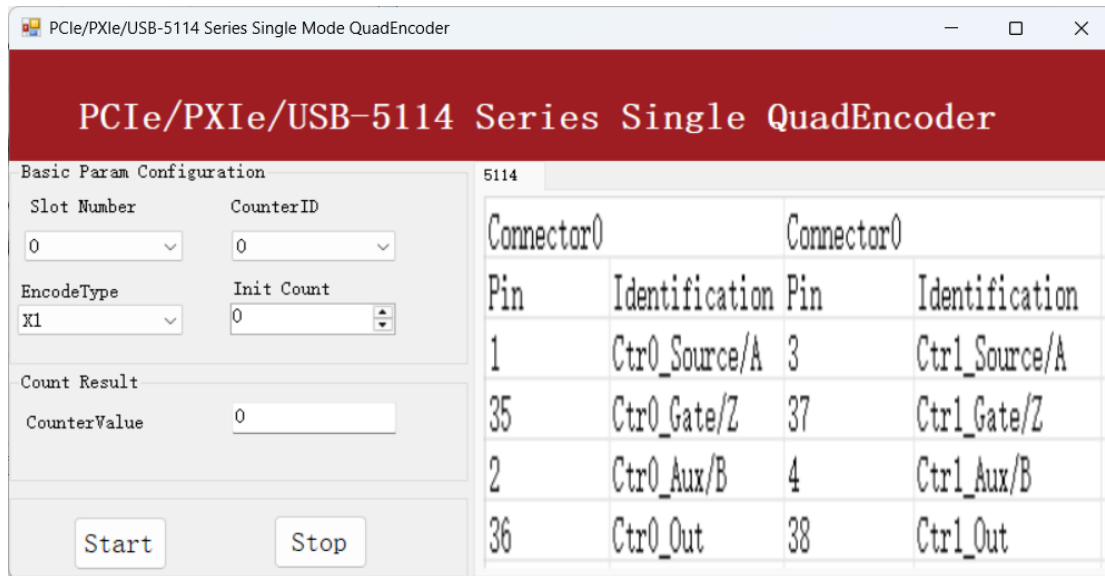 PCIe/PXIe/USB-5114 Series Single Mode QuadEncoder
PCIe/PXIe/USB-5114 Series Single QuadEncoder
Basic Param Configuration
Slot Number CounterID
0 0
EncodeType Init Count
X1 0
Count Result
CounterValue 0
Start Stop
5114
Connector0 Connector0
Pin Identification Pin Identification
1 Ctr0_Source/A 3 Ctr1_Source/A
35 Ctr0_Gate/Z 37 Ctr1_Gate/Z
2 Ctr0_Aux/B 4 Ctr1_Aux/B
36 Ctr0_Out 38 Ctr1_Out